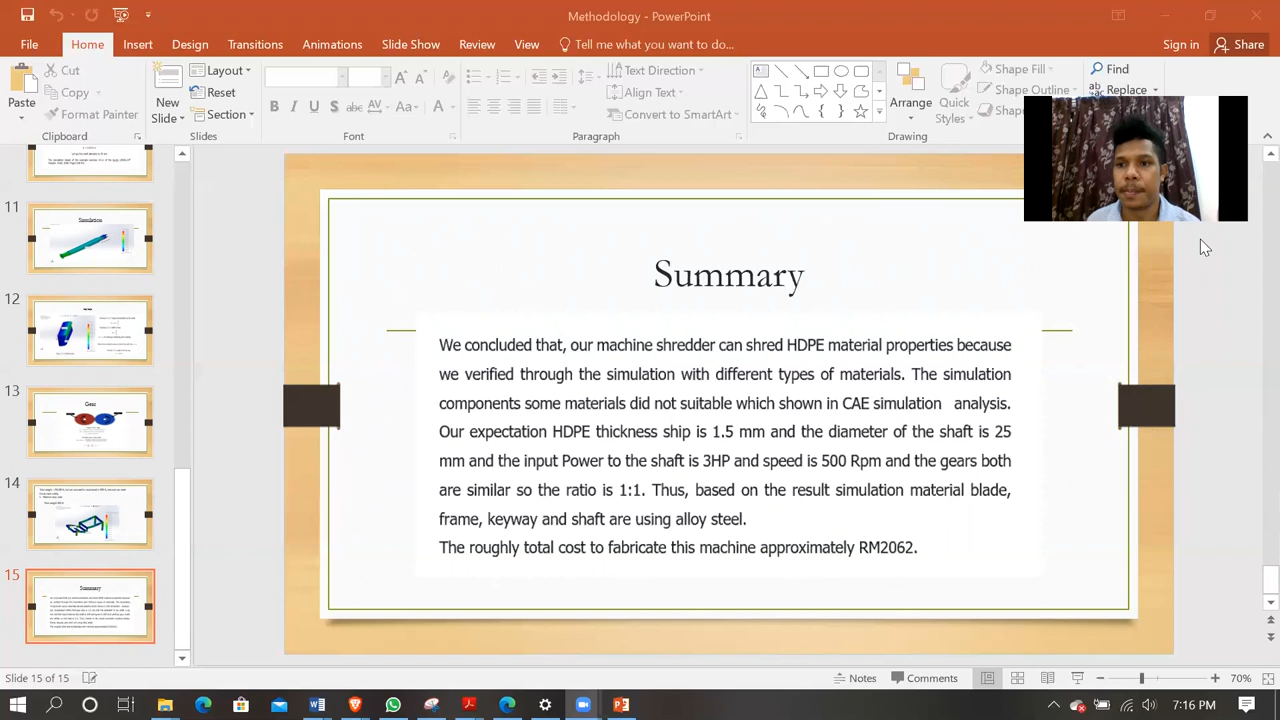 Methodology - PowerPoint
File Home Insert Design Transitions Animations Slide Show Review View Tell me what you want to do... Sign in Share
Cut Layout Text Direction Shape Fill Find
Copy Reset Align Text Shape Outline Replace
Paste Format Painter New Slide Section Convert to SmartArt Arrange Quick Styles
Clipboard Slides Font Paragraph Drawing
11
Simulation
12
13
Gear
14
15
Summary
Summary
We concluded that, our machine shredder can shred HDPE material properties because
we verified through the simulation with different types of materials. The simulation
components some materials did not suitable which shown in CAE simulation analysis.
Our expectation HDPE thickness ship is 1.5 mm and the diameter of the shaft is 25
mm and the input Power to the shaft is 3HP and speed is 500 Rpm and the gears both
are similar so the ratio is 1:1. Thus, based on the result simulation material blade,
frame, keyway and shaft are using alloy steel.
The roughly total cost to fabricate this machine approximately RM2062.
Slide 15 of 15 Notes Comments 70%
7:16 PM